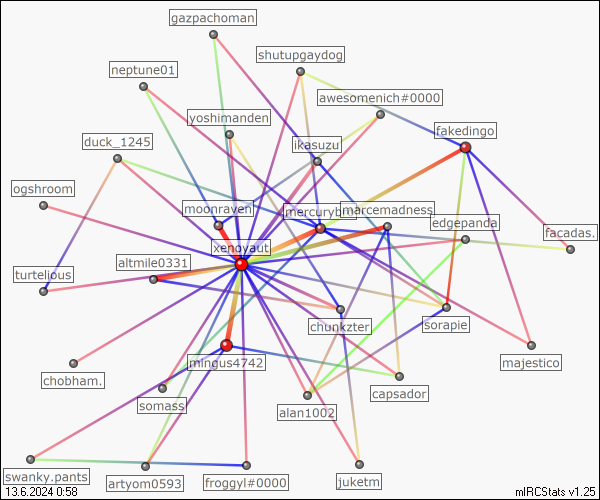 gazpachoman
shutupgaydog
neptune01
awesomenich#0000
yoshimanden
fakedingo
duck_1245
ikasuzu
ogshroom
moonraven
marcemadness
edgepanda
facadas.
xenoyaut
altmile0331
turtelious
chunkzter
sorapie
majestico
mingus4742
chobham.
capsador
somass
alan1002
swanky.pants
artyom0593
froggyl#0000
juketm
13.6.2024 0:58
mIRCStats v1.25